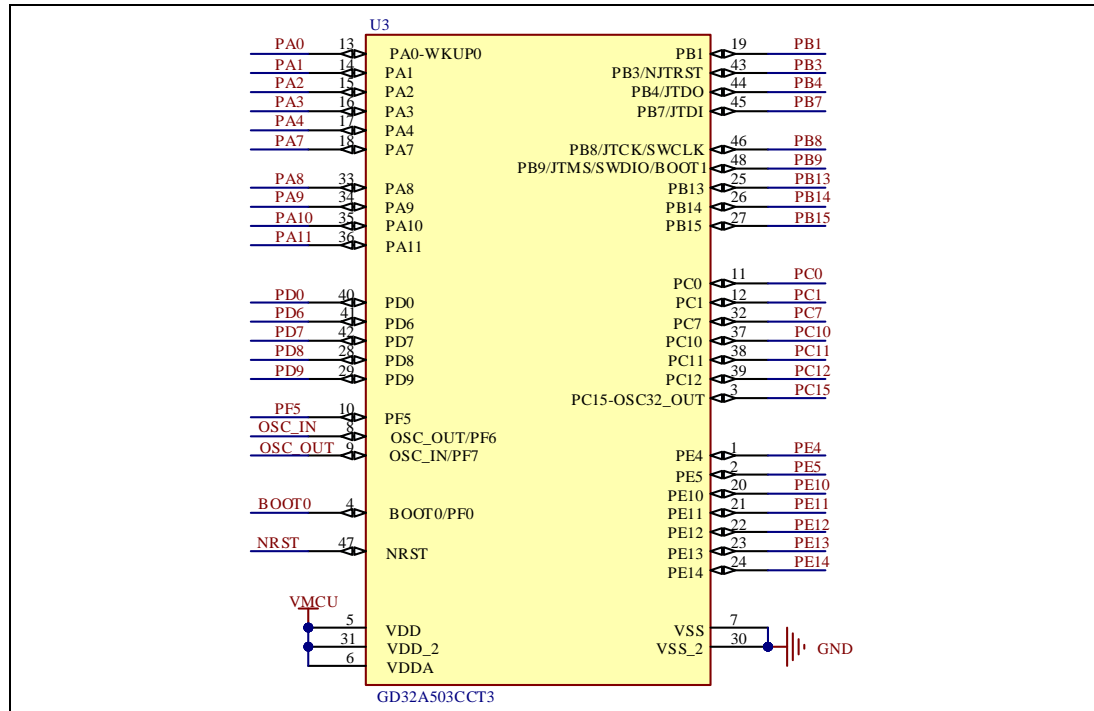 U3
PA0 13 PA0-WKUP0 PB1 19 PB1
PA1 14 PA1 PB3/NJTRST 43 PB3
PA2 15 PA2 PB4/JTDO 44 PB4
PA3 16 PA3 PB7/JTDI 45 PB7
PA4 17 PA4
PA7 18 PA7 PB8/JTCK/SWCLK 46 PB8
PB9/JTMS/SWDIO/BOOT1 48 PB9
PA8 33 PA8 PB13 25 PB13
PA9 34 PA9 PB14 26 PB14
PA10 35 PA10 PB15 27 PB15
PA11 36 PA11
PC0 11 PC0
PD0 40 PD0 PC1 12 PC1
PD6 41 PD6 PC7 32 PC7
PD7 42 PD7 PC10 37 PC10
PD8 28 PD8 PC11 38 PC11
PD9 29 PD9 PC12 39 PC12
PC15-OSC32_OUT 3 PC15
PF5 10 PF5
OSC_IN 8 OSC_OUT/PF6
OSC_OUT 9 OSC_IN/PF7 PE4 1 PE4
PE5 2 PE5
PE10 20 PE10
BOOT0 4 BOOT0/PF0 PE11 21 PE11
PE12 22 PE12
NRST 47 NRST PE13 23 PE13
PE14 24 PE14
VMCU
5 VDD VSS 7
31 VDD_2 VSS_2 30 GND
6 VDDA
GD32A503CCT3